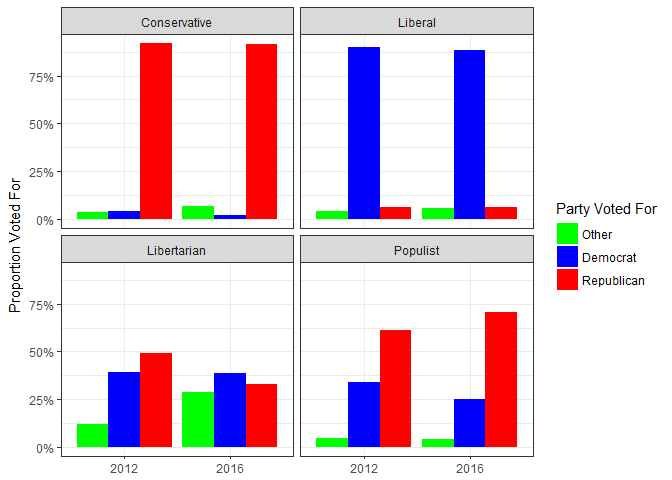 Conservative
Liberal
75%
50%
25%
0%
Libertarian
Populist
75%
50%
25%
0%
2012
2016
2012
2016
Proportion Voted For
Party Voted For
Other
Democrat
Republican